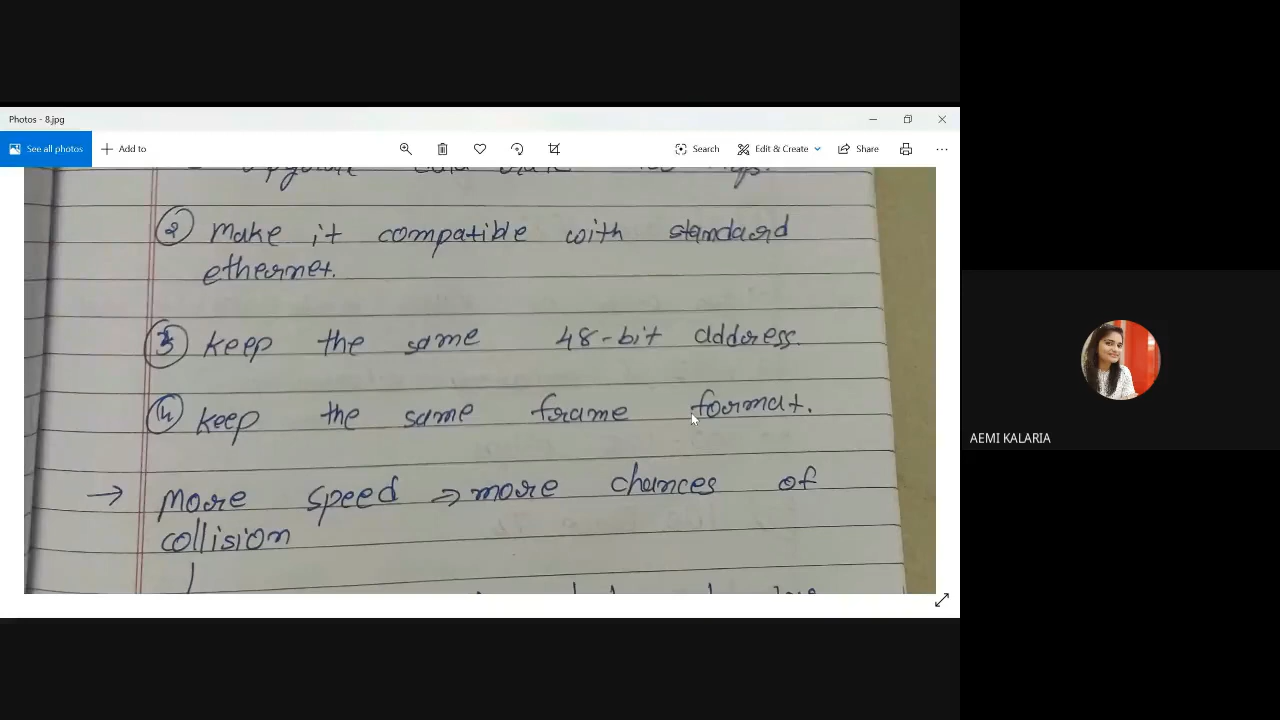 Photos - 8.jpg
See all photos
Add to
Search
Edit & Create
Share
② Make it compatible with standard
ethernet.
③ keep the same 48-bit address.
④ keep the same frame format.
→ More speed ⇒ more chances of
collision
AEMI KALARIA